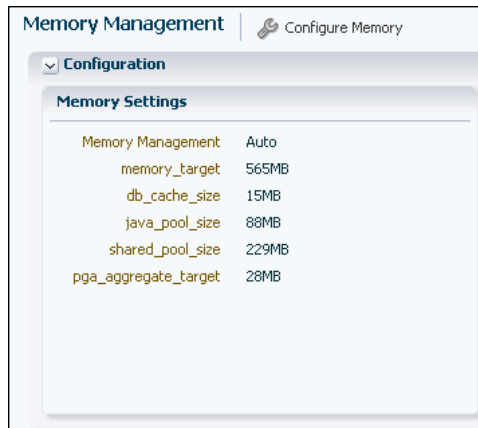 Memory Management Configure Memory
Configuration
Memory Settings
Memory Management Auto
memory_target 565MB
db_cache_size 15MB
java_pool_size 88MB
shared_pool_size 229MB
pga_aggregate_target 28MB